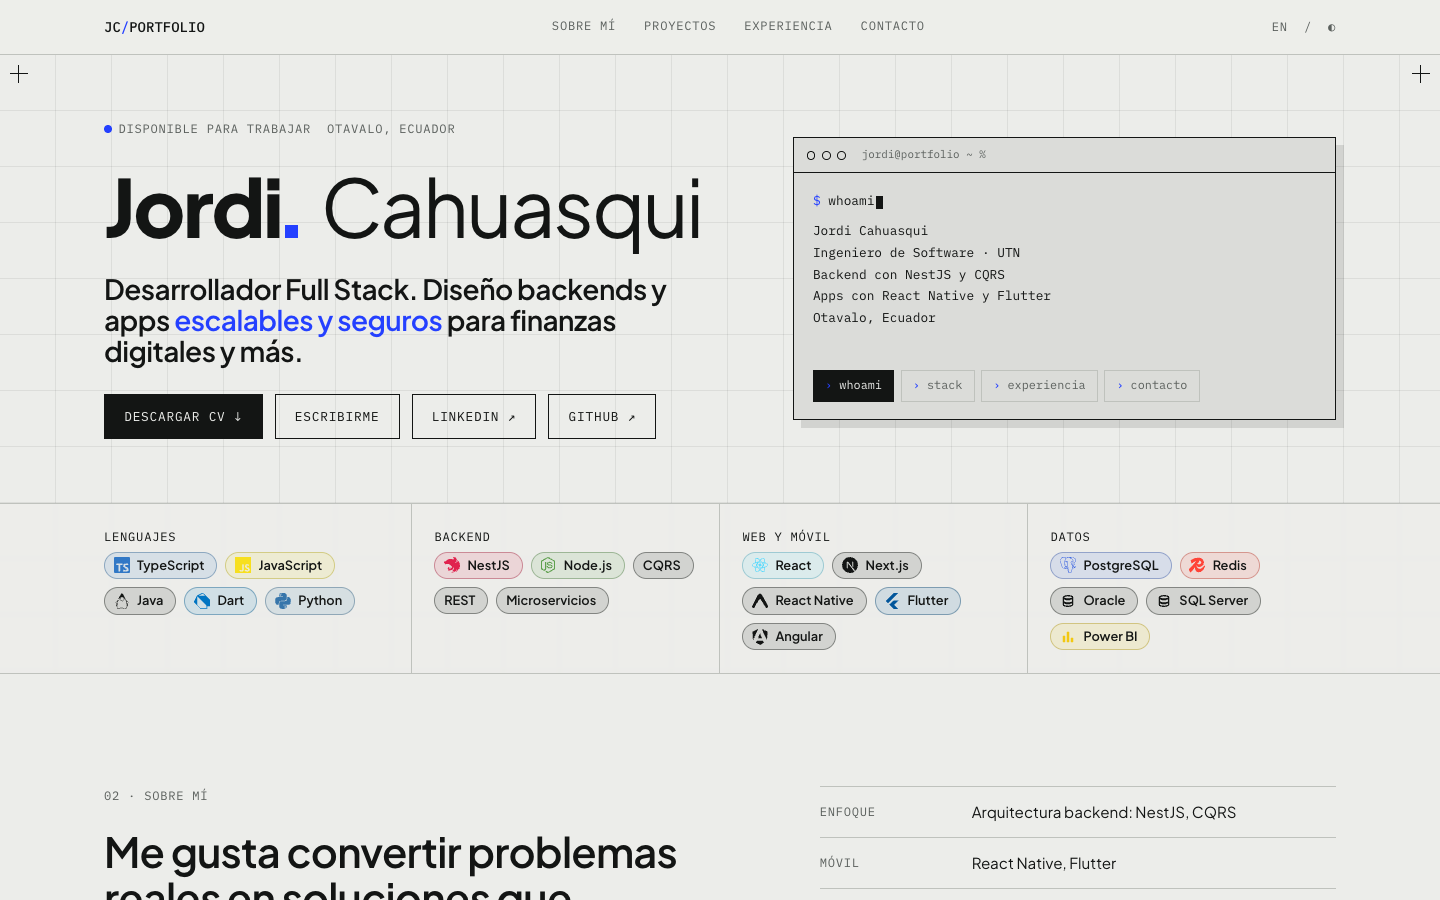 JC/PORTFOLIO
SOBRE MÍ PROYECTOS EXPERIENCIA CONTACTO
EN /
DISPONIBLE PARA TRABAJAR OTAVALO, ECUADOR
Jordi. Cahuasqui
Desarrollador Full Stack. Diseño backends y
apps escalables y seguros para finanzas
digitales y más.
DESCARGAR CV ↓ ESCRIBIRME LINKEDIN ↗ GITHUB ↗
jordi@portfolio ~ %
$ whoami
Jordi Cahuasqui
Ingeniero de Software · UTN
Backend con NestJS y CQRS
Apps con React Native y Flutter
Otavalo, Ecuador
› whoami › stack › experiencia › contacto
LENGUAJES
TypeScript JavaScript
Java Dart Python
BACKEND
NestJS Node.js CQRS
REST Microservicios
WEB Y MÓVIL
React Next.js
React Native Flutter
Angular
DATOS
PostgreSQL Redis
Oracle SQL Server
Power BI
02 · SOBRE MÍ
Me gusta convertir problemas
reales en soluciones que
ENFOQUE Arquitectura backend: NestJS, CQRS
MÓVIL React Native, Flutter